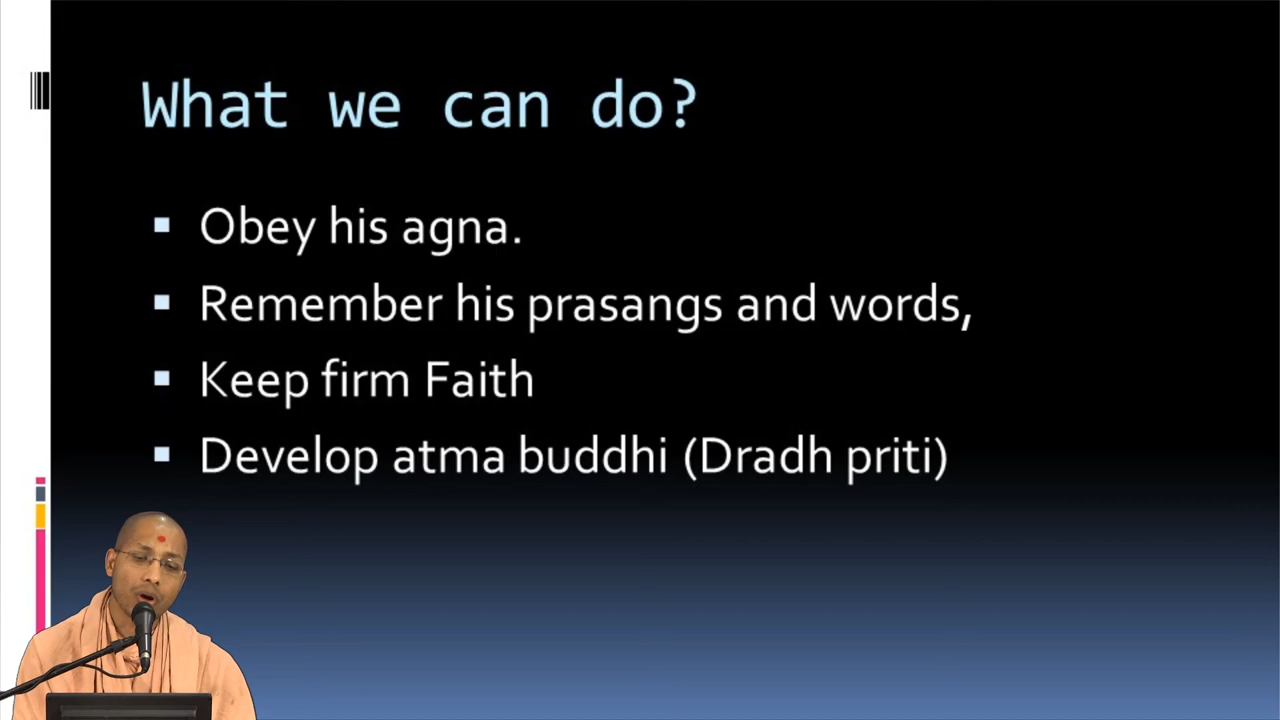 What we can do?
Obey his agna.
Remember his prasangs and words,
Keep firm Faith
Develop atma buddhi (Dradh priti)